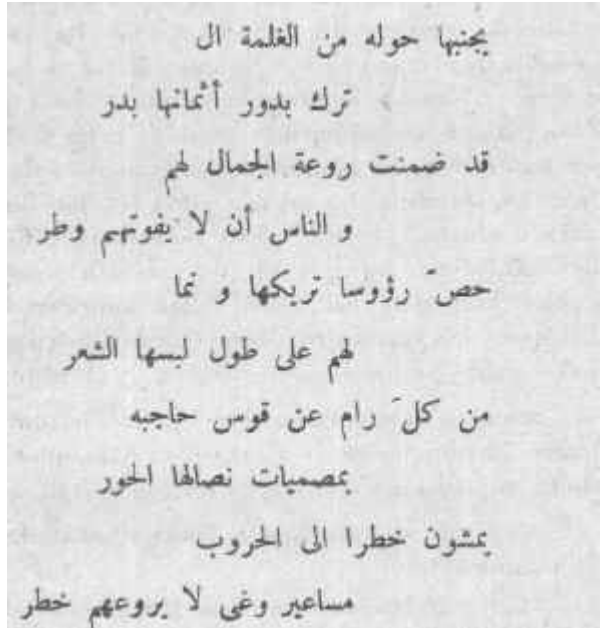 يجنبها حوله من الغلمة ال
ترك بدور أثمانها بدر
قد ضمنت روعة الجمال لهم
و الناس أن لا يفوتهم وطر
حصّ رؤوسا تريكها و نما
لهم على طول لبسها الشعر
من كلَ رام عن قوس حاجبه
بمصميات نصالها الحور
يمشون خطرا الى الحروب
مساعير وغى لا يروعهم خطر